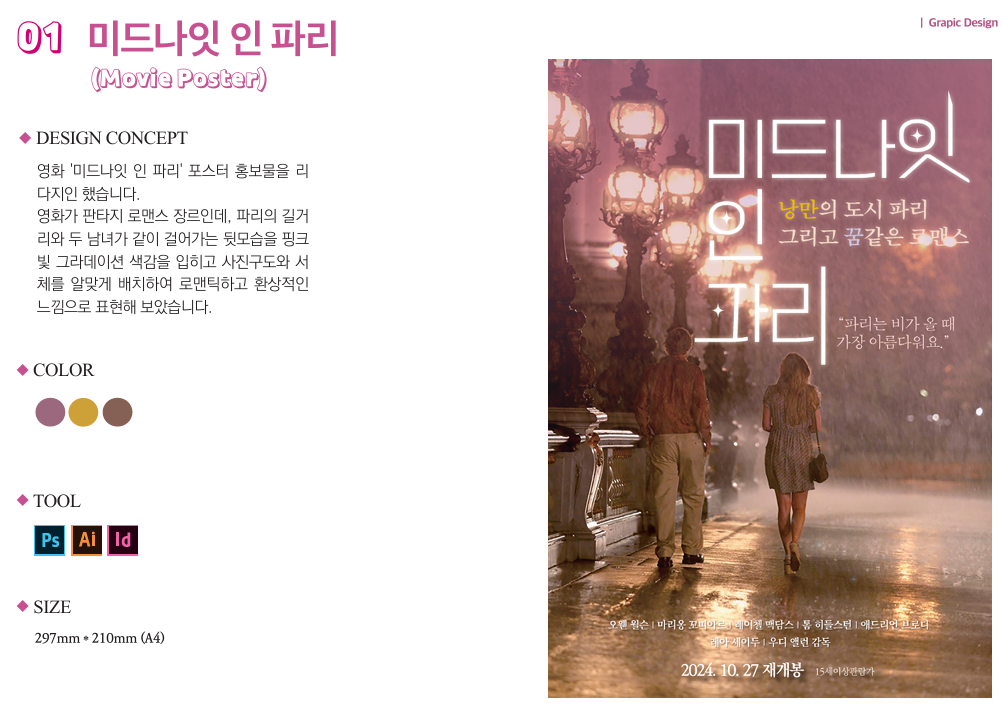 01 미드나잇 인 파리
(Movie Poster)
| Grapic Design
DESIGN CONCEPT
영화 '미드나잇 인 파리' 포스터 홍보물을 리
다지인 했습니다.
영화가 판타지 로맨스 장르인데, 파리의 길거
리와 두 남녀가 같이 걸어가는 뒷모습을 핑크
빛 그라데이션 색감을 입히고 사진구도와 서
체를 알맞게 배치하여 로맨틱하고 환상적인
느낌으로 표현해 보았습니다.
COLOR
TOOL
Ps Ai Id
SIZE
297mm * 210mm (A4)
미드나잇
인
파리
낭만의 도시 파리
그리고 꿈같은 로맨스
“파리는 비가 올 때
가장 아름다워요.”
오웬 윌슨 | 마리옹 꼬띠아르 | 레이첼 맥담스 | 톰 히들스턴 | 애드리언 브로디
레아 세이두 | 우디 앨런 감독
2024. 10. 27 재개봉 15세이상관람가